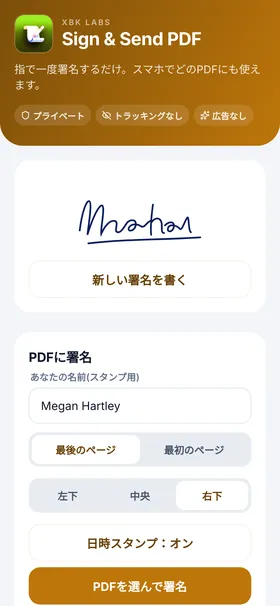 XBK LABS
Sign & Send PDF
指で一度署名するだけ。スマホでどのPDFにも使え
ます。
プライベート
トラッキングなし
広告なし
新しい署名を書く
PDFに署名
あなたの名前(スタンプ用)
Megan Hartley
最後のページ
最初のページ
左下
中央
右下
日時スタンプ：オン
PDFを選んで署名